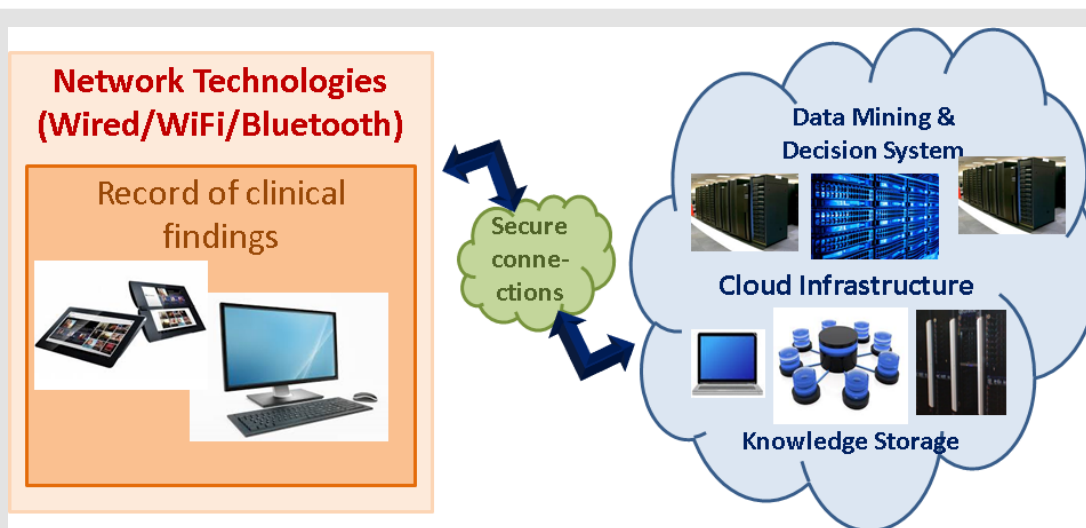 Network Technologies
(Wired/WiFi/Bluetooth)
Record of clinical
findings
Secure
conne-
ctions
Data Mining &
Decision System
Cloud Infrastructure
Knowledge Storage